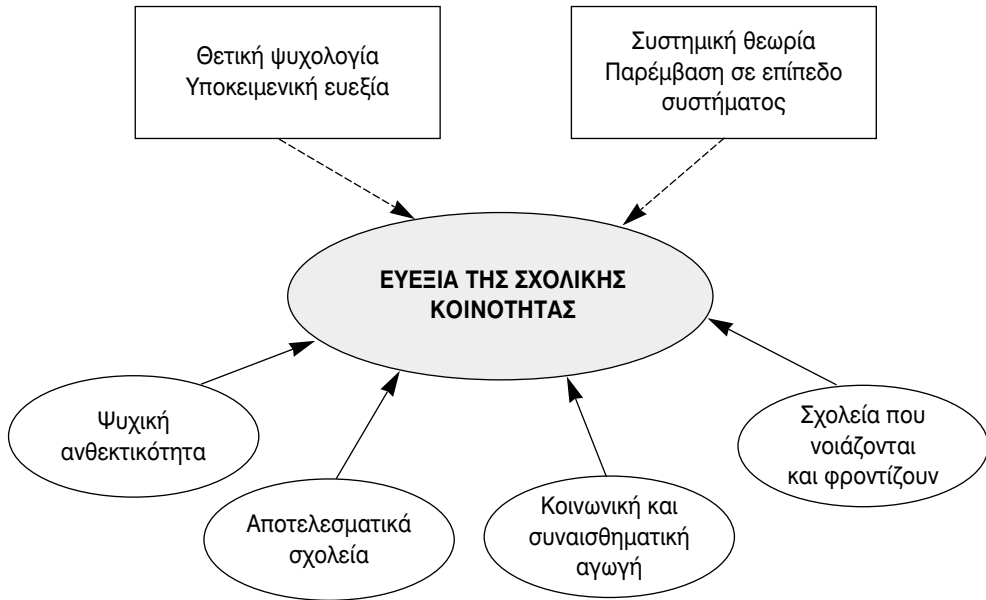 Θετική ψυχολογία
Υποκειμενική ευεξία
Συστημική θεωρία
Παρέμβαση σε επίπεδο
συστήματος
ΕΥΕΞΙΑ ΤΗΣ ΣΧΟΛΙΚΗΣ
ΚΟΙΝΟΤΗΤΑΣ
Ψυχική
ανθεκτικότητα
Αποτελεσματικά
σχολεία
Κοινωνική και
συναισθηματική
αγωγή
Σχολεία που
νοιάζονται
και φροντίζουν